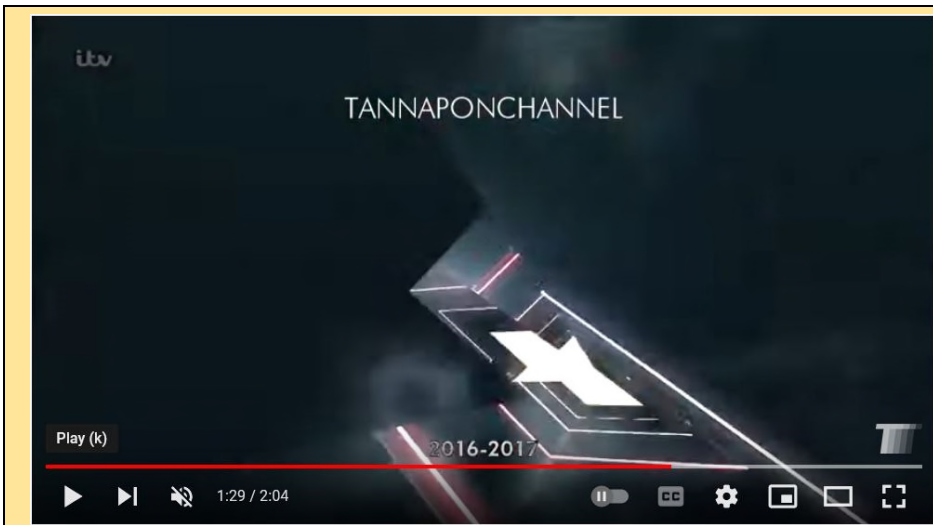 itv
TANNAPONCHANNEL
Play (k)
2016-2017
1:29 / 2:04
CC